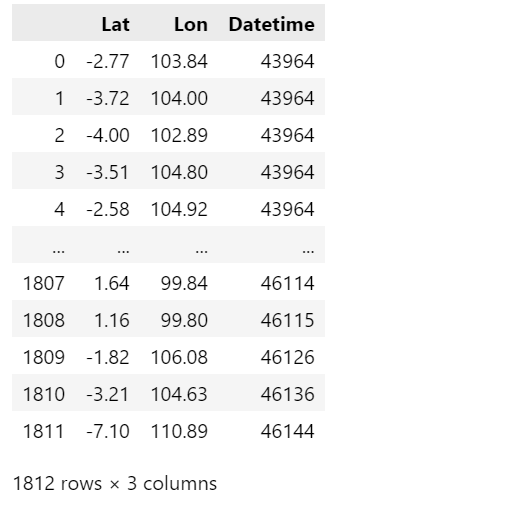 Lat Lon Datetime
0 -2.77 103.84 43964
1 -3.72 104.00 43964
2 -4.00 102.89 43964
3 -3.51 104.80 43964
4 -2.58 104.92 43964
... ... ... ...
1807 1.64 99.84 46114
1808 1.16 99.80 46115
1809 -1.82 106.08 46126
1810 -3.21 104.63 46136
1811 -7.10 110.89 46144
1812 rows × 3 columns